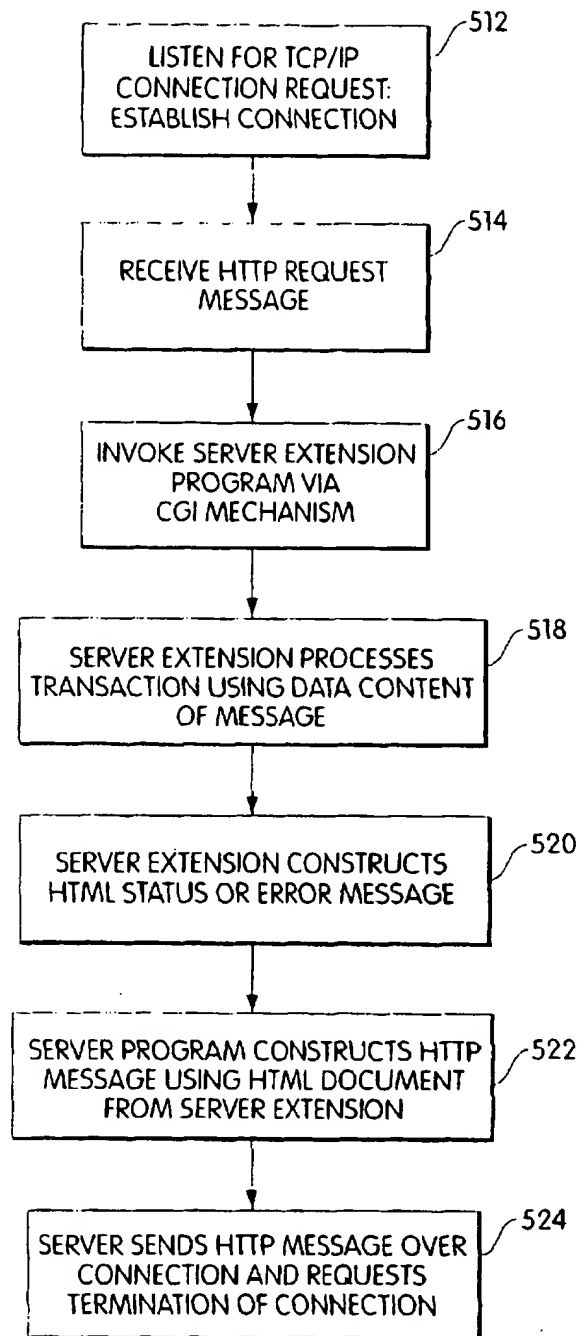 512
LISTEN FOR TCP/IP
CONNECTION REQUEST:
ESTABLISH CONNECTION
514
RECEIVE HTTP REQUEST
MESSAGE
516
INVOKE SERVER EXTENSION
PROGRAM VIA
CGI MECHANISM
518
SERVER EXTENSION PROCESSES
TRANSACTION USING DATA CONTENT
OF MESSAGE
520
SERVER EXTENSION CONSTRUCTS
HTML STATUS OR ERROR MESSAGE
522
SERVER PROGRAM CONSTRUCTS HTTP
MESSAGE USING HTML DOCUMENT
FROM SERVER EXTENSION
524
SERVER SENDS HTTP MESSAGE OVER
CONNECTION AND REQUESTS
TERMINATION OF CONNECTION